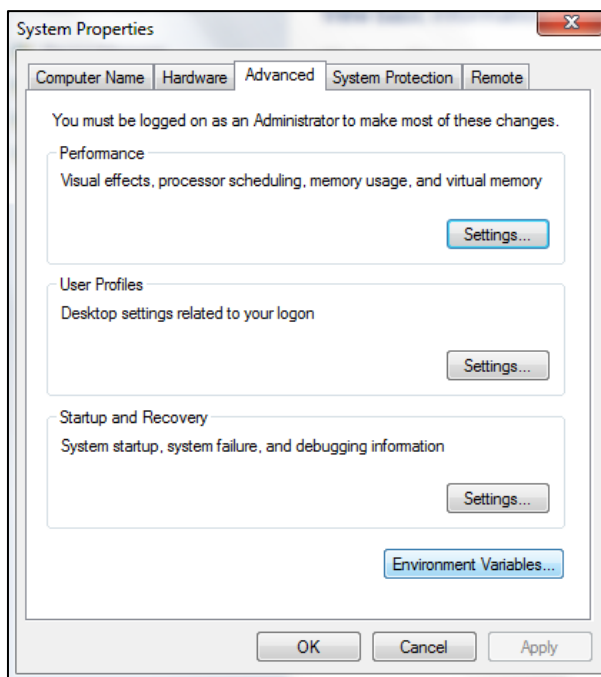 System Properties
Computer Name Hardware Advanced System Protection Remote
You must be logged on as an Administrator to make most of these changes.
Performance
Visual effects, processor scheduling, memory usage, and virtual memory
Settings...
User Profiles
Desktop settings related to your logon
Settings...
Startup and Recovery
System startup, system failure, and debugging information
Settings...
Environment Variables...
OK Cancel Apply